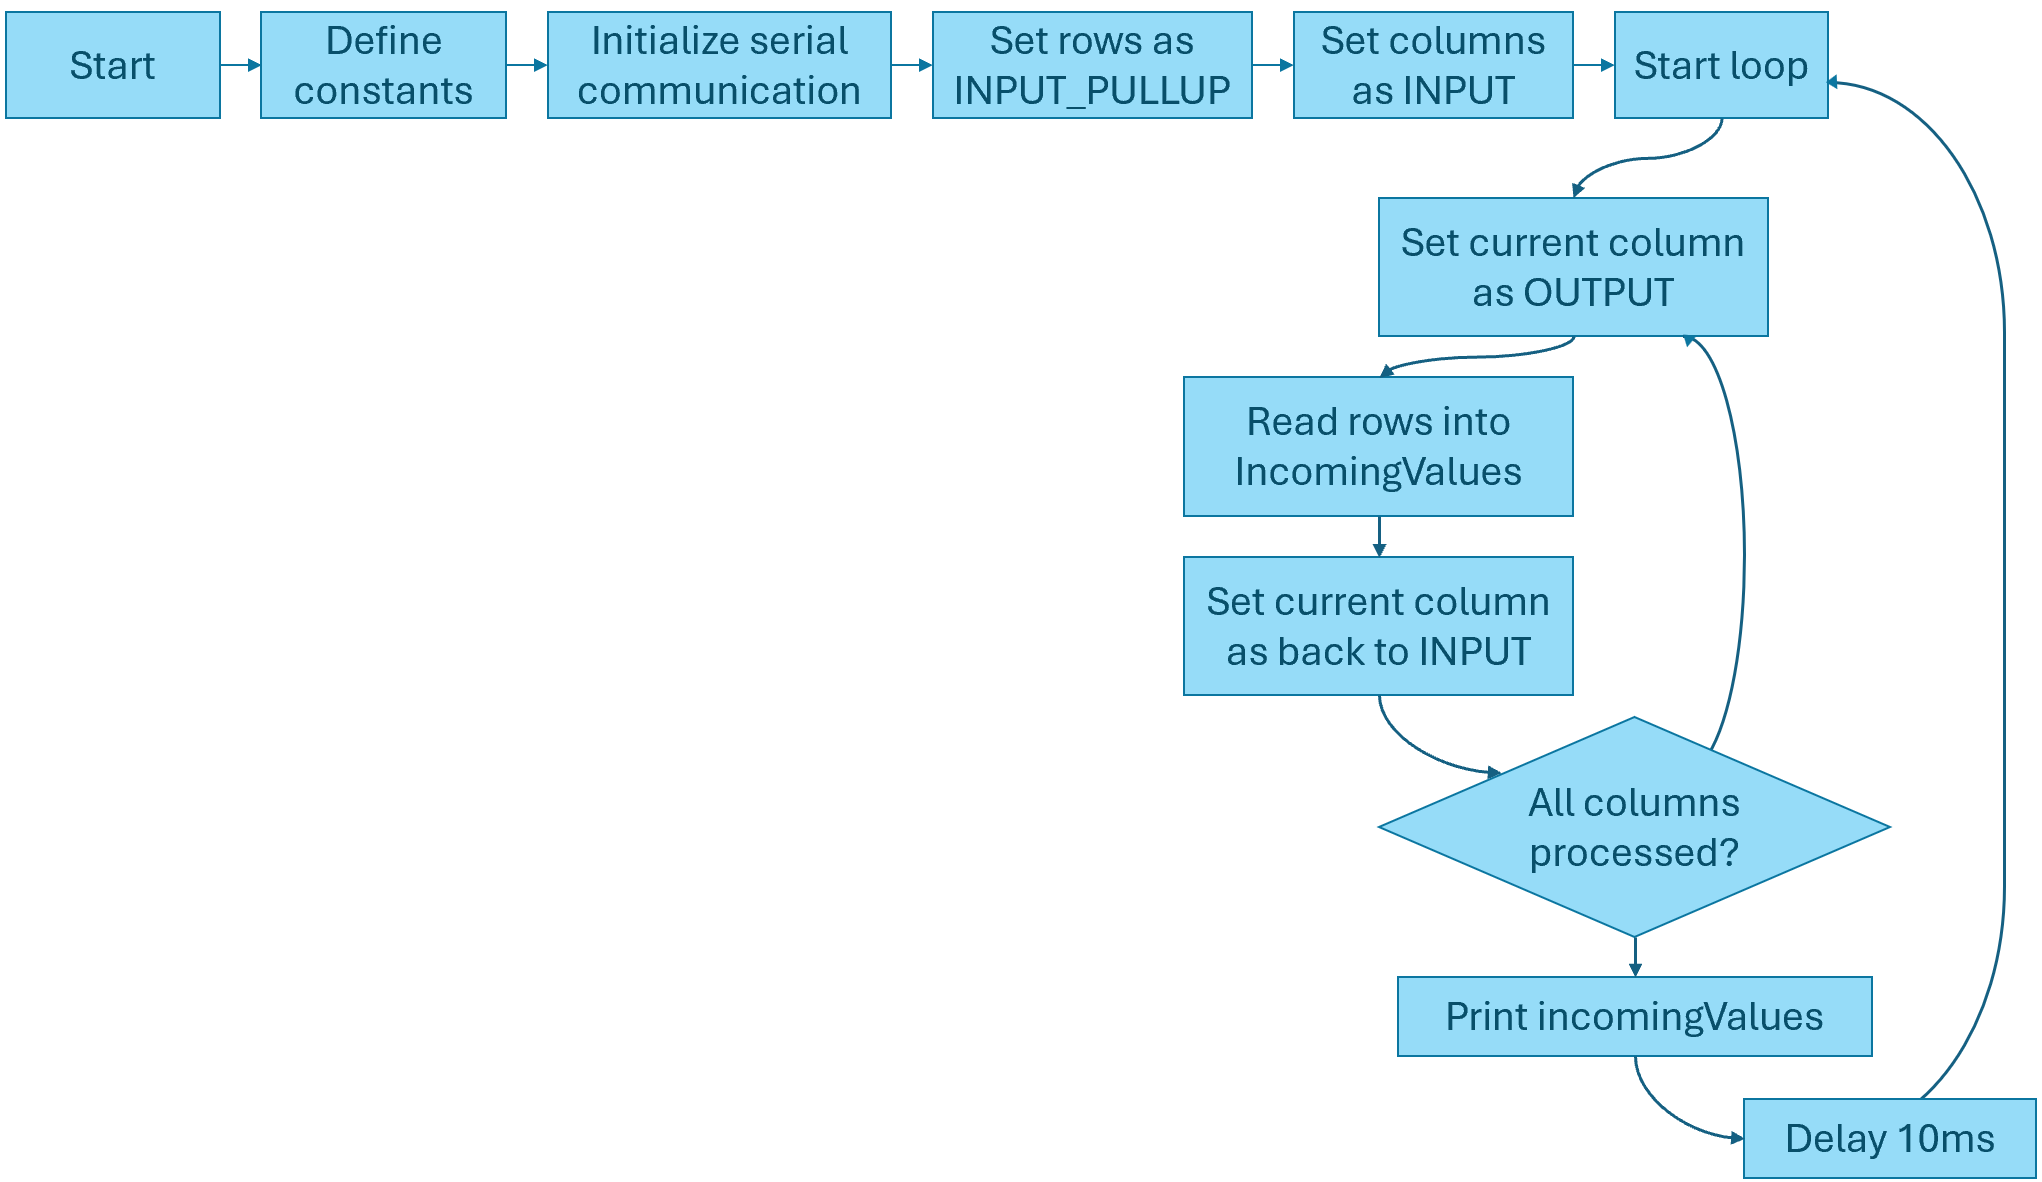 Start
Define
constants
Initialize serial
communication
Set rows as
INPUT_PULLUP
Set columns
as INPUT
Start loop
Set current column
as OUTPUT
Read rows into
IncomingValues
Set current column
as back to INPUT
All columns
processed?
Print incomingValues
Delay 10ms